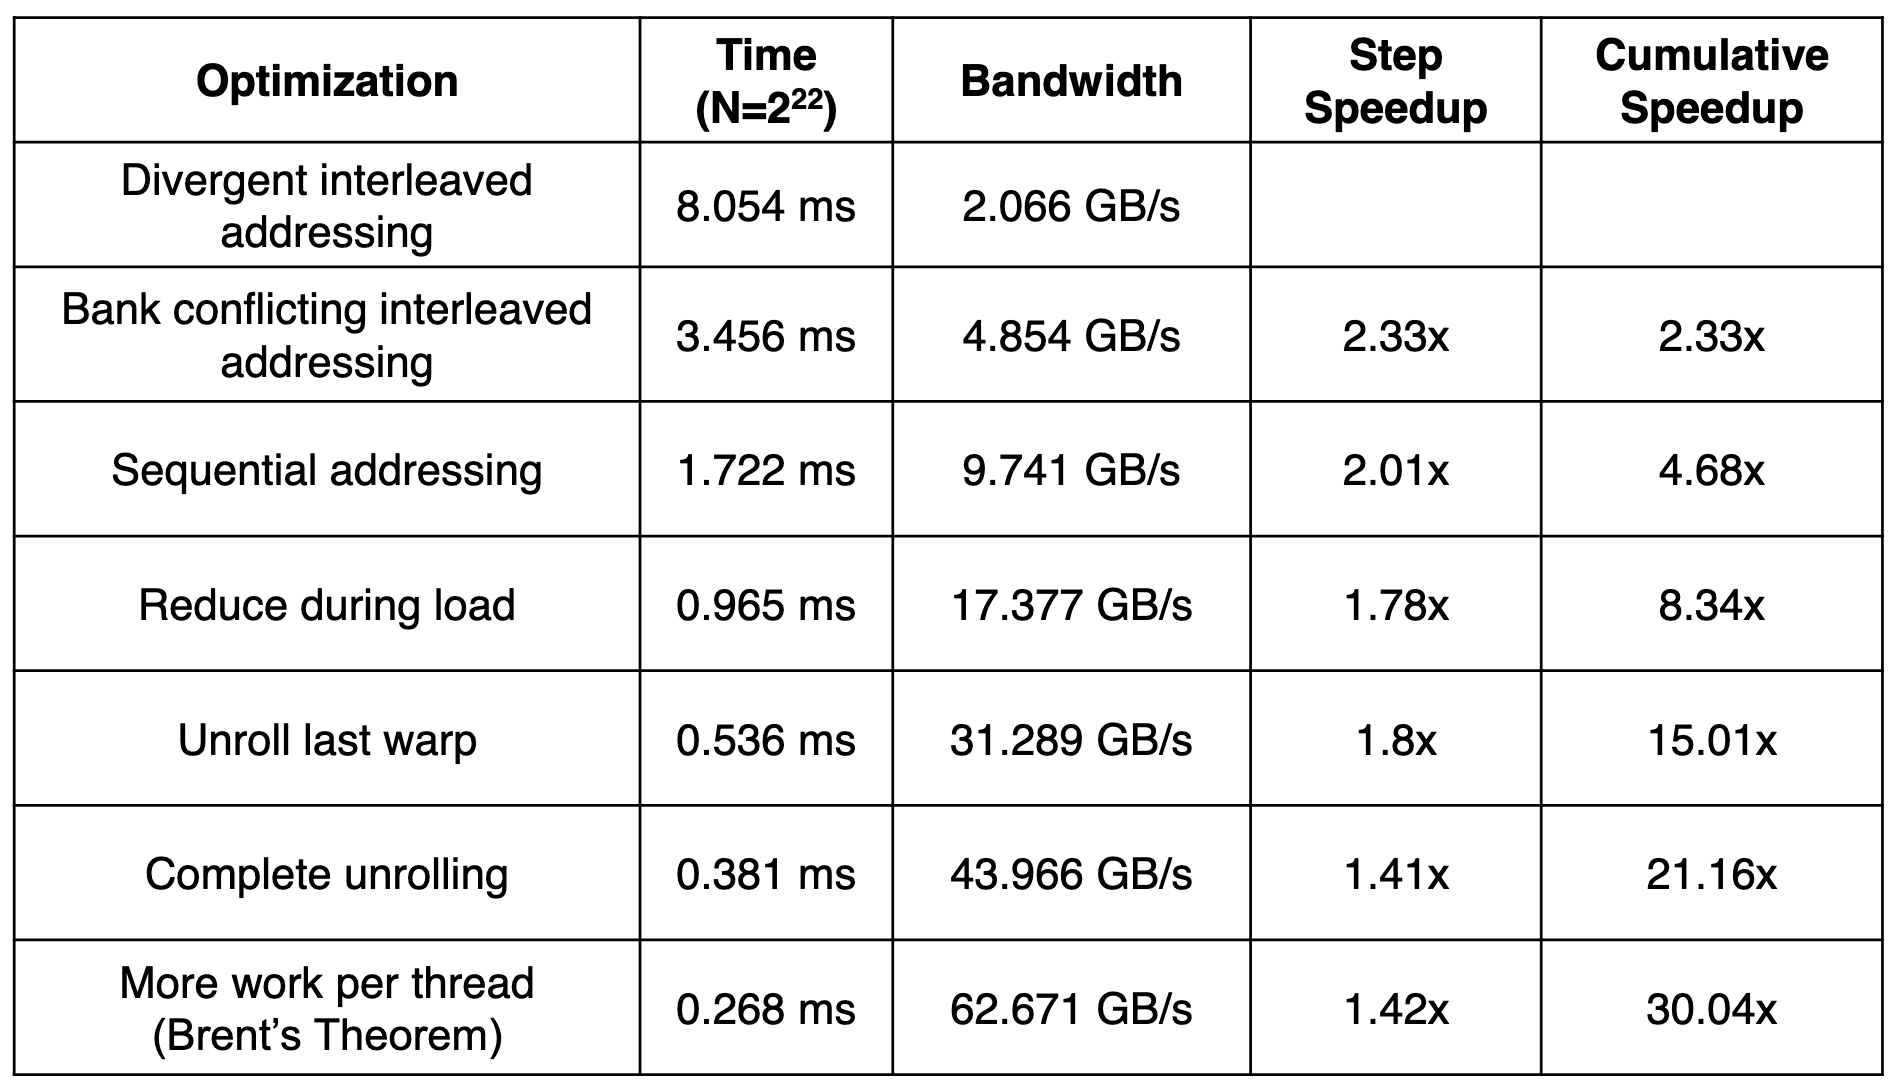 Optimization
Time
(N=2²²)
Bandwidth
Step
Speedup
Cumulative
Speedup
Divergent interleaved
addressing
8.054 ms
2.066 GB/s
Bank conflicting interleaved
addressing
3.456 ms
4.854 GB/s
2.33x
2.33x
Sequential addressing
1.722 ms
9.741 GB/s
2.01x
4.68x
Reduce during load
0.965 ms
17.377 GB/s
1.78x
8.34x
Unroll last warp
0.536 ms
31.289 GB/s
1.8x
15.01x
Complete unrolling
0.381 ms
43.966 GB/s
1.41x
21.16x
More work per thread
(Brent’s Theorem)
0.268 ms
62.671 GB/s
1.42x
30.04x